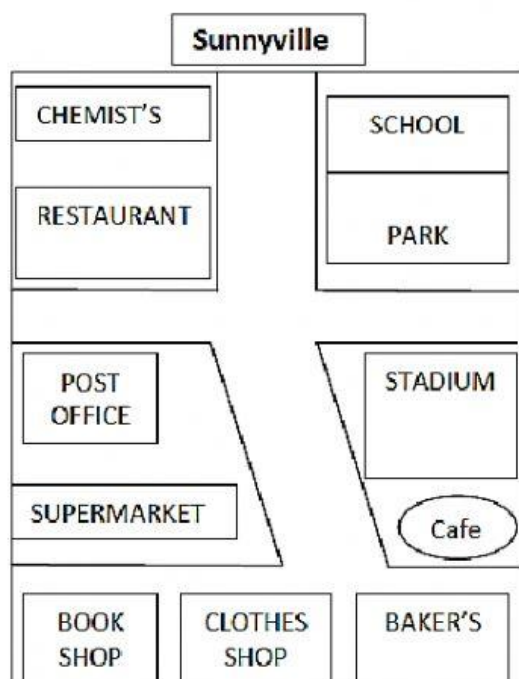 Sunnyville
CHEMIST'S
SCHOOL
RESTAURANT
PARK
POST
OFFICE
STADIUM
SUPERMARKET
Cafe
BOOK
SHOP
CLOTHES
SHOP
BAKER'S